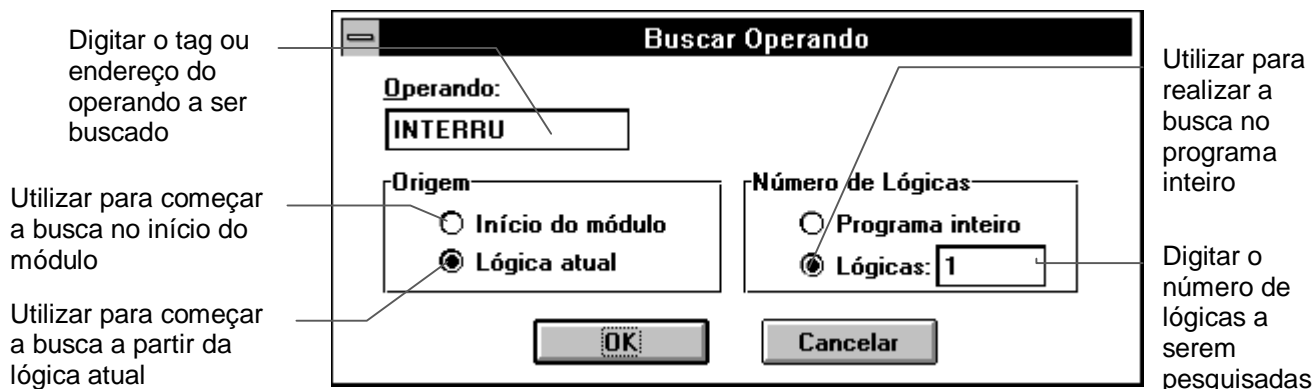 Digitar o tag ou
endereço do
operando a ser
buscado
Utilizar para começar
a busca no início do
módulo
Utilizar para começar
a busca a partir da
lógica atual
Buscar Operando
Operando:
INTERRU
Origem
Início do módulo
Lógica atual
Número de Lógicas
Programa inteiro
Lógicas: 1
OK
Cancelar
Utilizar para
realizar a
busca no
programa
inteiro
Digitar o
número de
lógicas a
serem
pesquisadas